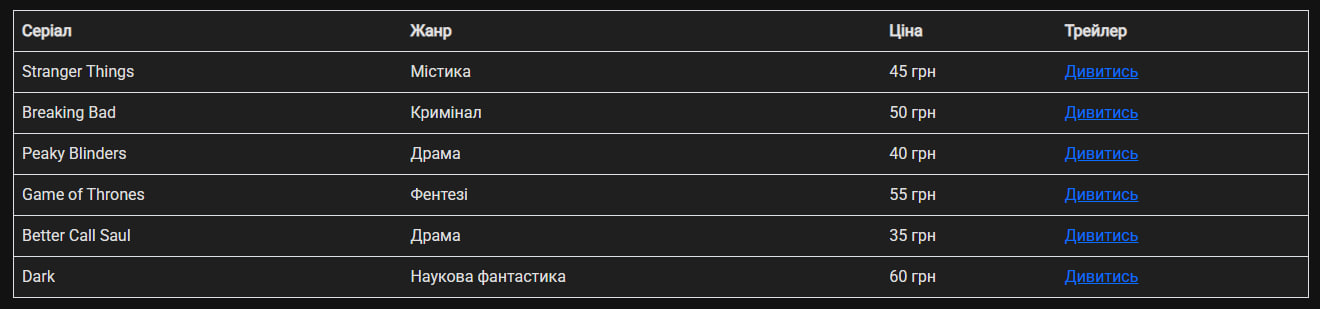 Серіал Жанр Ціна Трейлер
Stranger Things Містика 45 грн Дивитись
Breaking Bad Кримінал 50 грн Дивитись
Peaky Blinders Драма 40 грн Дивитись
Game of Thrones Фентезі 55 грн Дивитись
Better Call Saul Драма 35 грн Дивитись
Dark Наукова фантастика 60 грн Дивитись